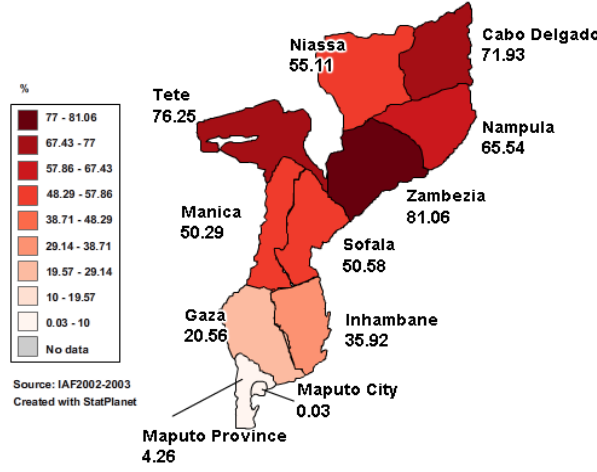 Niassa
55.11
Cabo Delgado
71.93
Tete
76.25
Nampula
65.54
Zambezia
81.06
Manica
50.29
Sofala
50.58
Gaza
20.56
Inhambane
35.92
Maputo City
0.03
Maputo Province
4.26
%
77 - 81.06
67.43 - 77
57.86 - 67.43
48.29 - 57.86
38.71 - 48.29
29.14 - 38.71
19.57 - 29.14
10 - 19.57
0.03 - 10
No data
Source: IAF2002-2003
Created with StatPlanet